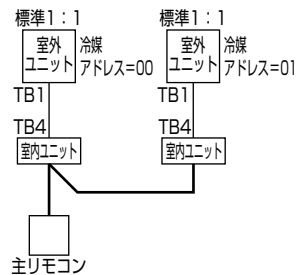 標準1：1
室外
ユニット
冷媒
アドレス=00
TB1
TB4
室内ユニット
標準1：1
室外
ユニット
冷媒
アドレス=01
TB1
TB4
室内ユニット
主リモコン